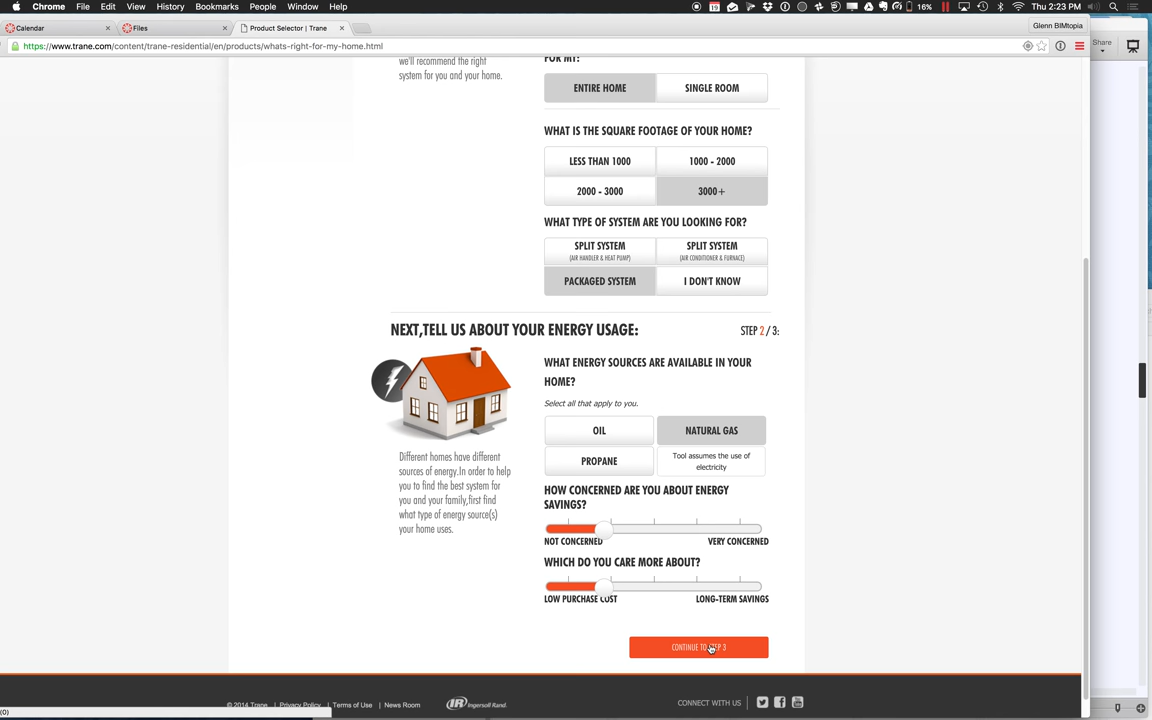 Chrome File Edit View History Bookmarks People Window Help
16% Thu 2:23 PM
Calendar Files Product Selector | Trane Glenn BIMtopia
https://www.trane.com/content/trane-residential/en/products/whats-right-for-my-home.html
Share
we'll recommend the right
system for you and your home.
FOR MY:
ENTIRE HOME SINGLE ROOM
WHAT IS THE SQUARE FOOTAGE OF YOUR HOME?
LESS THAN 1000 1000 - 2000
2000 - 3000 3000+
WHAT TYPE OF SYSTEM ARE YOU LOOKING FOR?
SPLIT SYSTEM SPLIT SYSTEM
(AIR HANDLER & HEAT PUMP) (AIR CONDITIONER & FURNACE)
PACKAGED SYSTEM I DON'T KNOW
NEXT,TELL US ABOUT YOUR ENERGY USAGE: STEP 2 / 3:
WHAT ENERGY SOURCES ARE AVAILABLE IN YOUR
HOME?
Select all that apply to you.
OIL NATURAL GAS
PROPANE Tool assumes the use of
electricity
Different homes have different
sources of energy.In order to help
you to find the best system for
you and your family,first find
what type of energy source(s)
your home uses.
HOW CONCERNED ARE YOU ABOUT ENERGY
SAVINGS?
NOT CONCERNED VERY CONCERNED
WHICH DO YOU CARE MORE ABOUT?
LOW PURCHASE COST LONG-TERM SAVINGS
CONTINUE TO STEP 3
© 2014 Trane | Privacy Policy | Terms of Use | News Room IR Ingersoll Rand. CONNECT WITH US
(0)